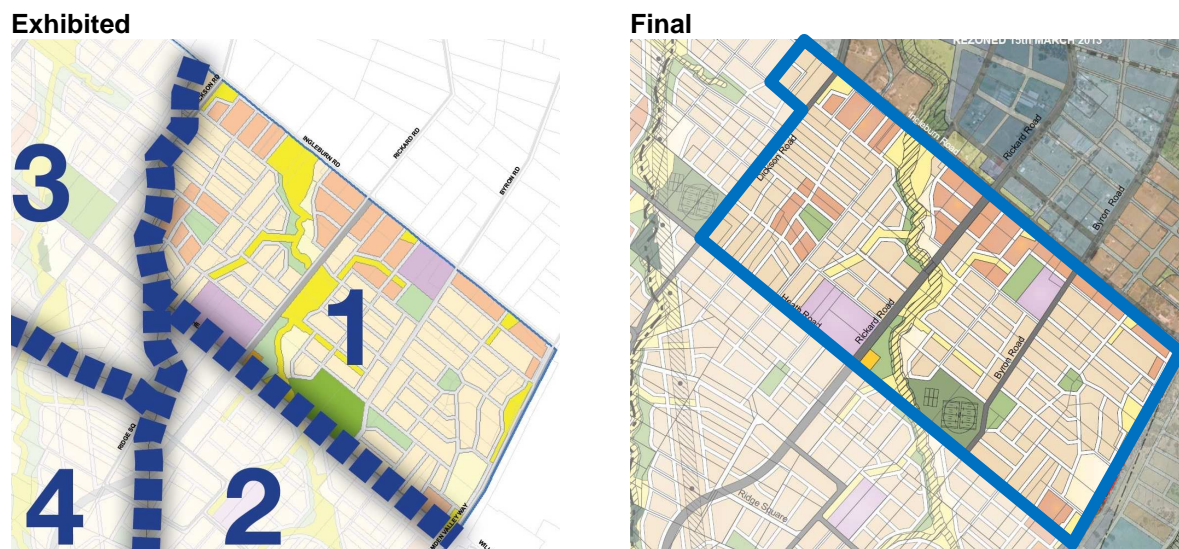 Exhibited
Final
INGLEBURN RD
RICKARD RD
BYRON RD
3
1
4
2
RIDGE SQ
REZONED 15th MARCH 2013
Dickson Road
Ingleburn Road
Rickard Road
Byron Road
Heath Road
Rickard Road
Byron Road
Ridge Square